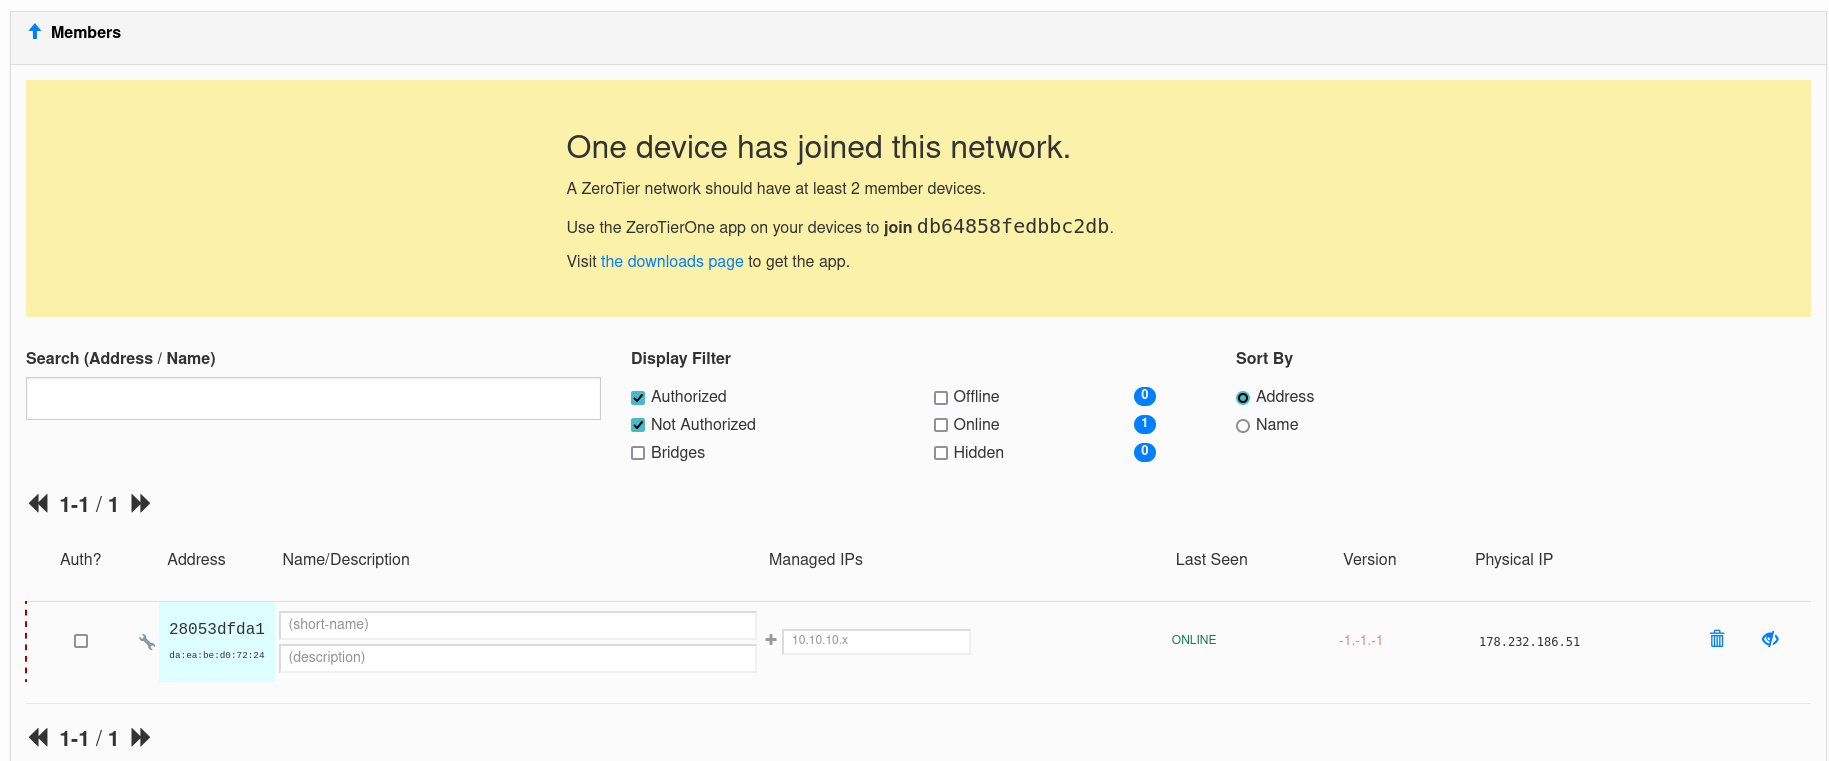 Members
One device has joined this network.
A ZeroTier network should have at least 2 member devices.
Use the ZeroTierOne app on your devices to join db64858fedbbc2db.
Visit the downloads page to get the app.
Search (Address / Name)
Display Filter
Sort By
Authorized
Offline
0
Address
Not Authorized
Online
1
Name
Bridges
Hidden
0
1-1 / 1
Auth?
Address
Name/Description
Managed IPs
Last Seen
Version
Physical IP
28053dfda1
da:ea:be:d0:72:24
(short-name)
(description)
10.10.10.x
ONLINE
-1.-1.-1
178.232.186.51
1-1 / 1